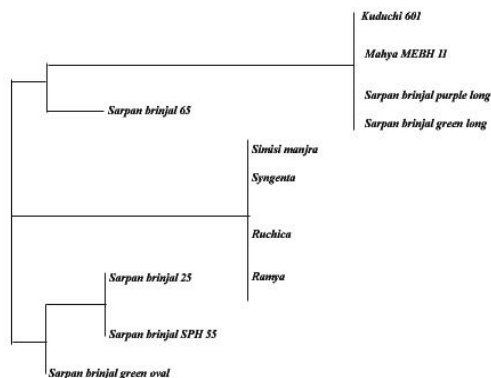 Kuduchi 601
Mahya MEBH 11
Sarpan brinjal purple long
Sarpan brinjal green long
Sarpan brinjal 65
Simisi manjra
Syngenta
Ruchica
Ramya
Sarpan brinjal 25
Sarpan brinjal SPH 55
Sarpan brinjal green oval